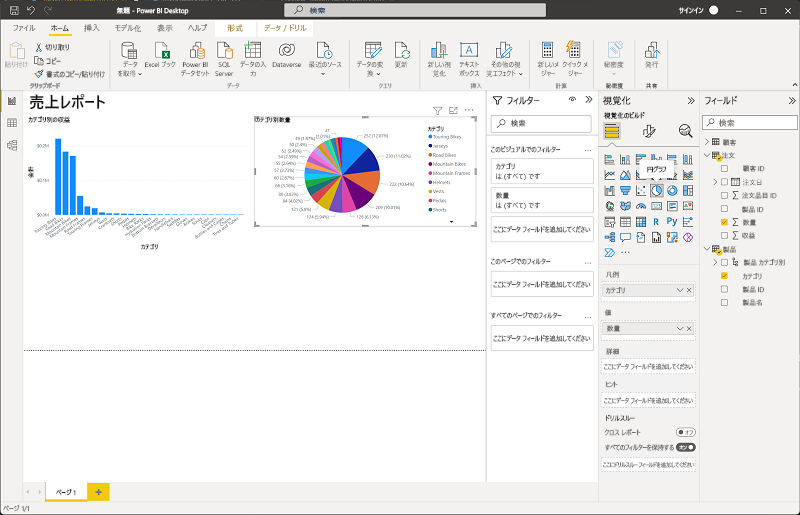 無題 - Power BI Desktop
検索
サインイン
ファイル ホーム 挿入 モデル化 表示 ヘルプ 形式 データ / ドリル
貼り付け
切り取り
コピー
書式のコピー/貼り付け
クリップボード
データを取得
Excel ブック
Power BI データセット
SQL Server
データの入力
Dataverse
最近のソース
データ
データの変換
更新
クエリ
新しい視覚化
テキスト ボックス
その他の視覚エフェクト
挿入
新しいメジャー
クイック メジャー
計算
秘密度
秘密度
発行
共有
売上レポート
カテゴリ別の収益
$0.2M
$0.1M
$0.0M
収益
カテゴリ
カテゴリ別数量
252 (12.07%)
230 (11.02%)
222 (10.64%)
209 (10.01%)
128 (6.13%)
124 (5.94%)
121 (5.8%)
84 (4.02%)
80 (3.83%)
66 (3.16%)
60 (2.87%)
57 (2.73%)
55 (2.64%)
54 (2.59%)
52 (2.49%)
50 (2.4%)
39 (1.87%)
カテゴリ
Touring Bikes
Jerseys
Road Bikes
Mountain Bikes
Mountain Frames
Helmets
Vests
Pedals
Shorts
フィルター
検索
このビジュアルでのフィルター
カテゴリ
は (すべて) です
数量
は (すべて) です
ここにデータ フィールドを追加してください
このページでのフィルター
ここにデータ フィールドを追加してください
すべてのページでのフィルター
ここにデータ フィールドを追加してください
視覚化
視覚化のビルド
円グラフ
R Py
凡例
カテゴリ
値
数量
詳細
ここにデータ フィールドを追加してください
ヒント
ここにデータ フィールドを追加してください
ドリルスルー
クロス レポート
オフ
すべてのフィルターを保持する
オン
ここにドリルスルー フィールドを追加してください
フィールド
検索
顧客
注文
顧客 ID
注文日
注文品目 ID
製品 ID
数量
収益
製品
製品 カテゴリ別
カテゴリ
製品 ID
製品名
ページ 1
ページ 1/1